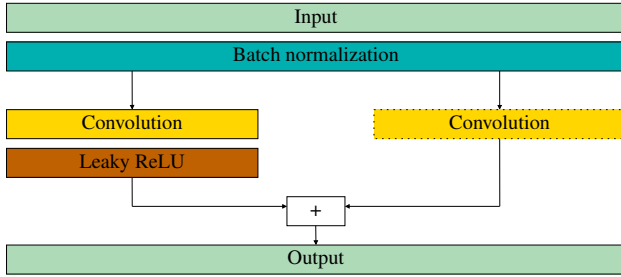 Input
Batch normalization
Convolution
Convolution
Leaky ReLU
+
Output